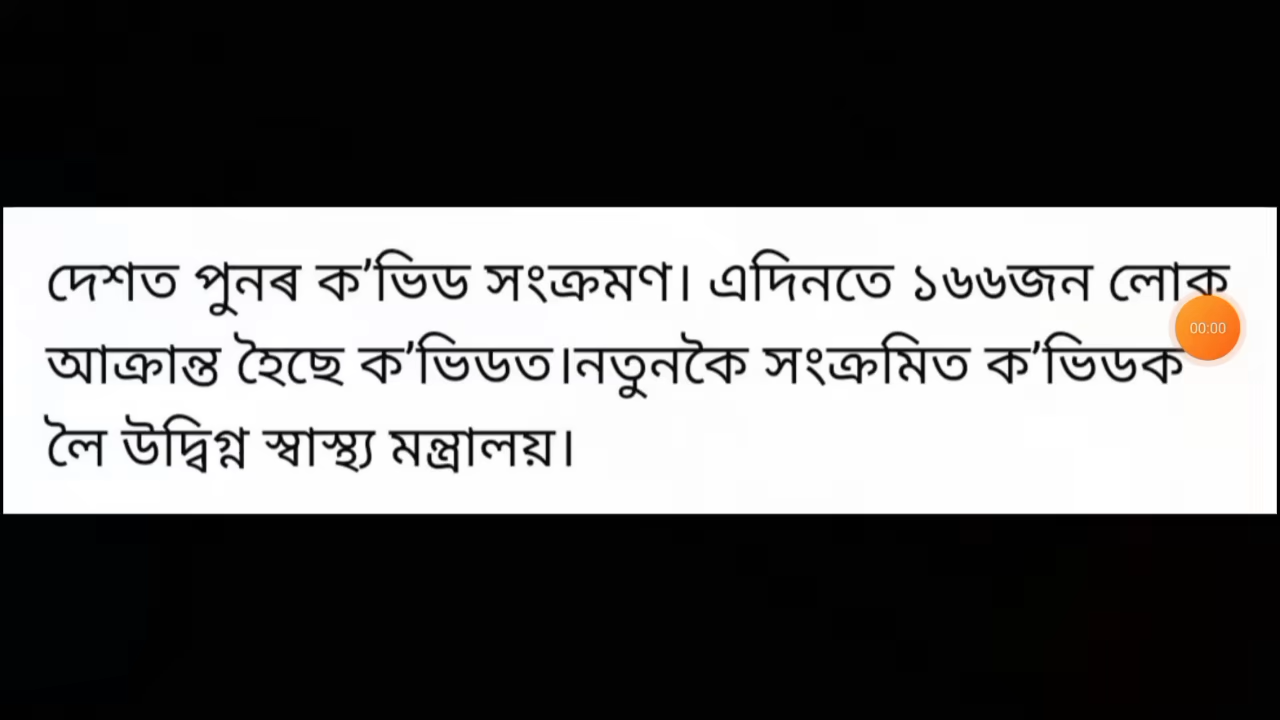 দেশত পুনৰ ক’ভিড সংক্ৰমণ। এদিনতে ১৬৬জন লোক
00:00
আক্ৰান্ত হৈছে ক’ভিডত।নতুনকৈ সংক্ৰমিত ক’ভিডক
লৈ উদ্বিগ্ন স্বাস্থ্য মন্ত্ৰালয়।